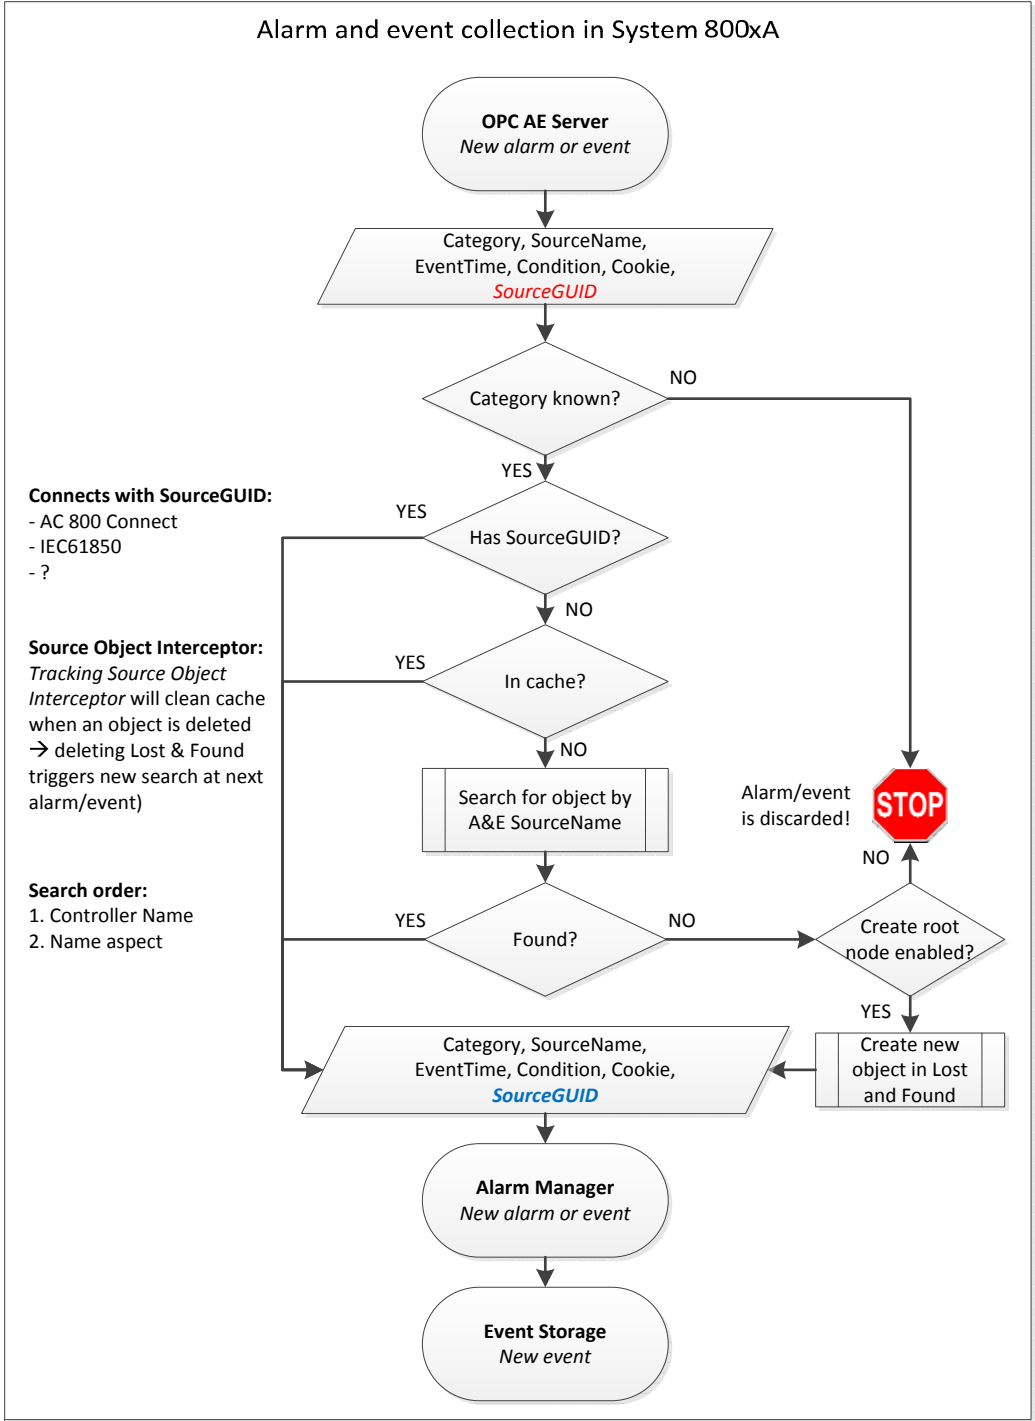 Alarm and event collection in System 800xA
OPC AE Server
New alarm or event
Category, SourceName,
EventTime, Condition, Cookie,
SourceGUID
NO
Category known?
YES
Connects with SourceGUID:
- AC 800 Connect
- IEC61850
- ?
YES
Has SourceGUID?
NO
Source Object Interceptor:
Tracking Source Object
Interceptor will clean cache
when an object is deleted
→ deleting Lost & Found
triggers new search at next
alarm/event)
YES
In cache?
NO
Search for object by
A&E SourceName
Alarm/event
is discarded!
STOP
NO
Search order:
1. Controller Name
2. Name aspect
YES
Found?
NO
Create root
node enabled?
YES
Create new
object in Lost
and Found
Category, SourceName,
EventTime, Condition, Cookie,
SourceGUID
Alarm Manager
New alarm or event
Event Storage
New event